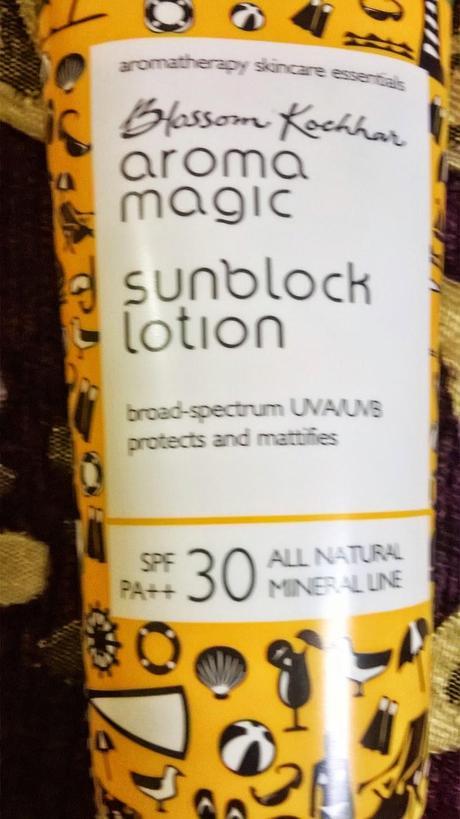 aromatherapy skincare essentials
Blossom Kochhar
aroma
magic
sunblock
lotion
broad-spectrum UVA/UVB
protects and mattifies
SPF 30 ALL NATURAL
PA++ MINERAL LINE